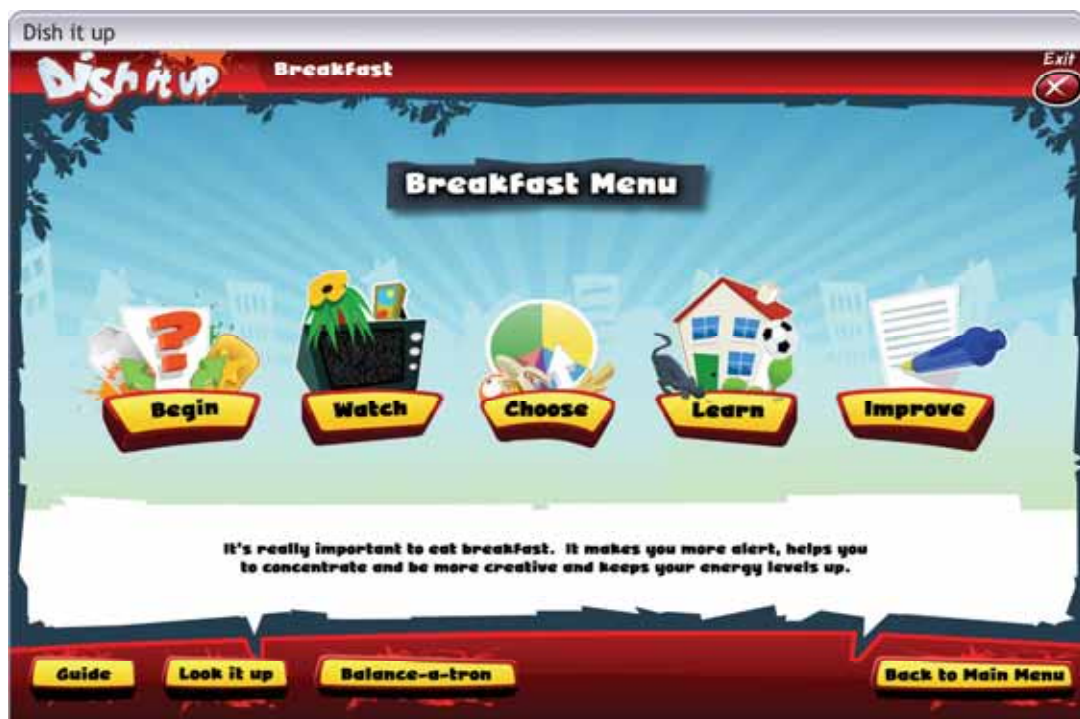 Dish it up
Dish it up
Breakfast
Exit
Breakfast Menu
?
Begin
Watch
Choose
Learn
Improve
It's really important to eat breakfast. It makes you more alert, helps you
to concentrate and be more creative and keeps your energy levels up.
Guide
Look it up
Balance-a-tron
Back to Main Menu